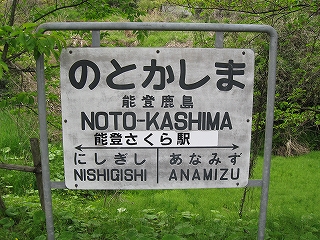 のとかしま
能登鹿島
NOTO-KASHIMA
能登さくら駅
にしぎし あなみず
NISHIGISHI ANAMIZU